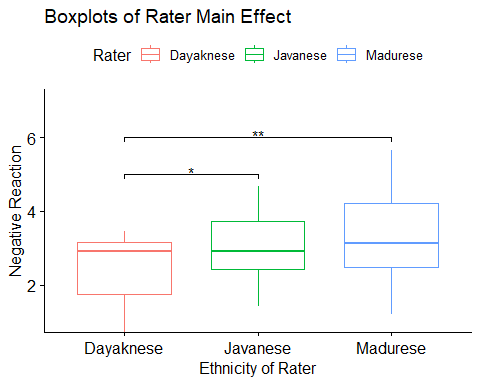 Boxplots of Rater Main Effect
Rater Dayaknese Javanese Madurese
Negative Reaction
6
4
2
**
*
Dayaknese Javanese Madurese
Ethnicity of Rater